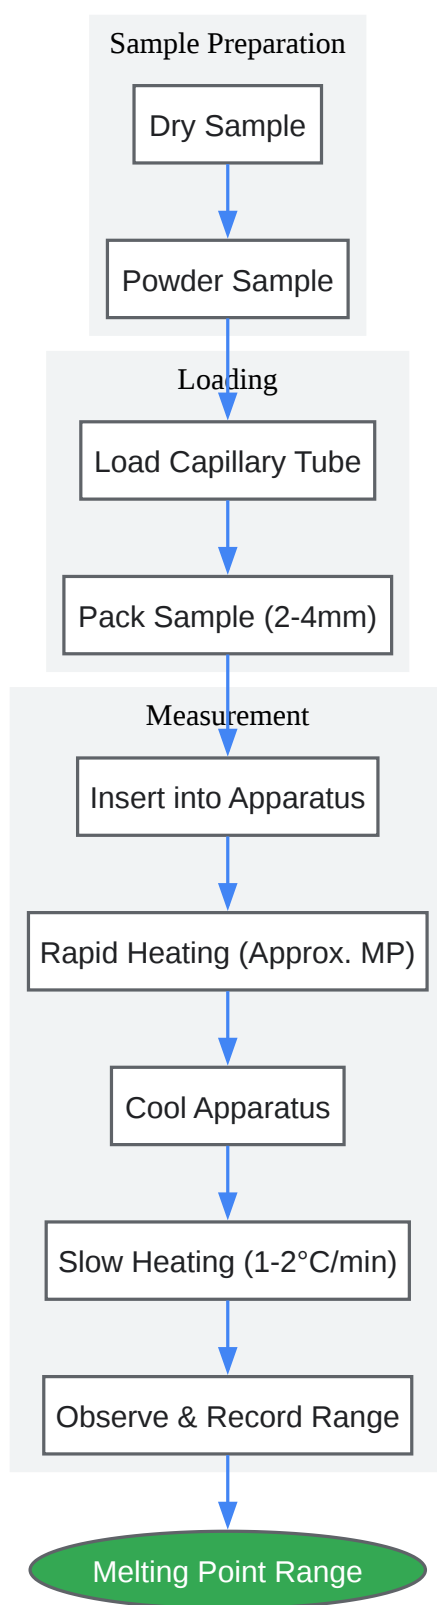 Sample Preparation
Dry Sample
Powder Sample
Loading
Load Capillary Tube
Pack Sample (2-4mm)
Measurement
Insert into Apparatus
Rapid Heating (Approx. MP)
Cool Apparatus
Slow Heating (1-2°C/min)
Observe & Record Range
Melting Point Range